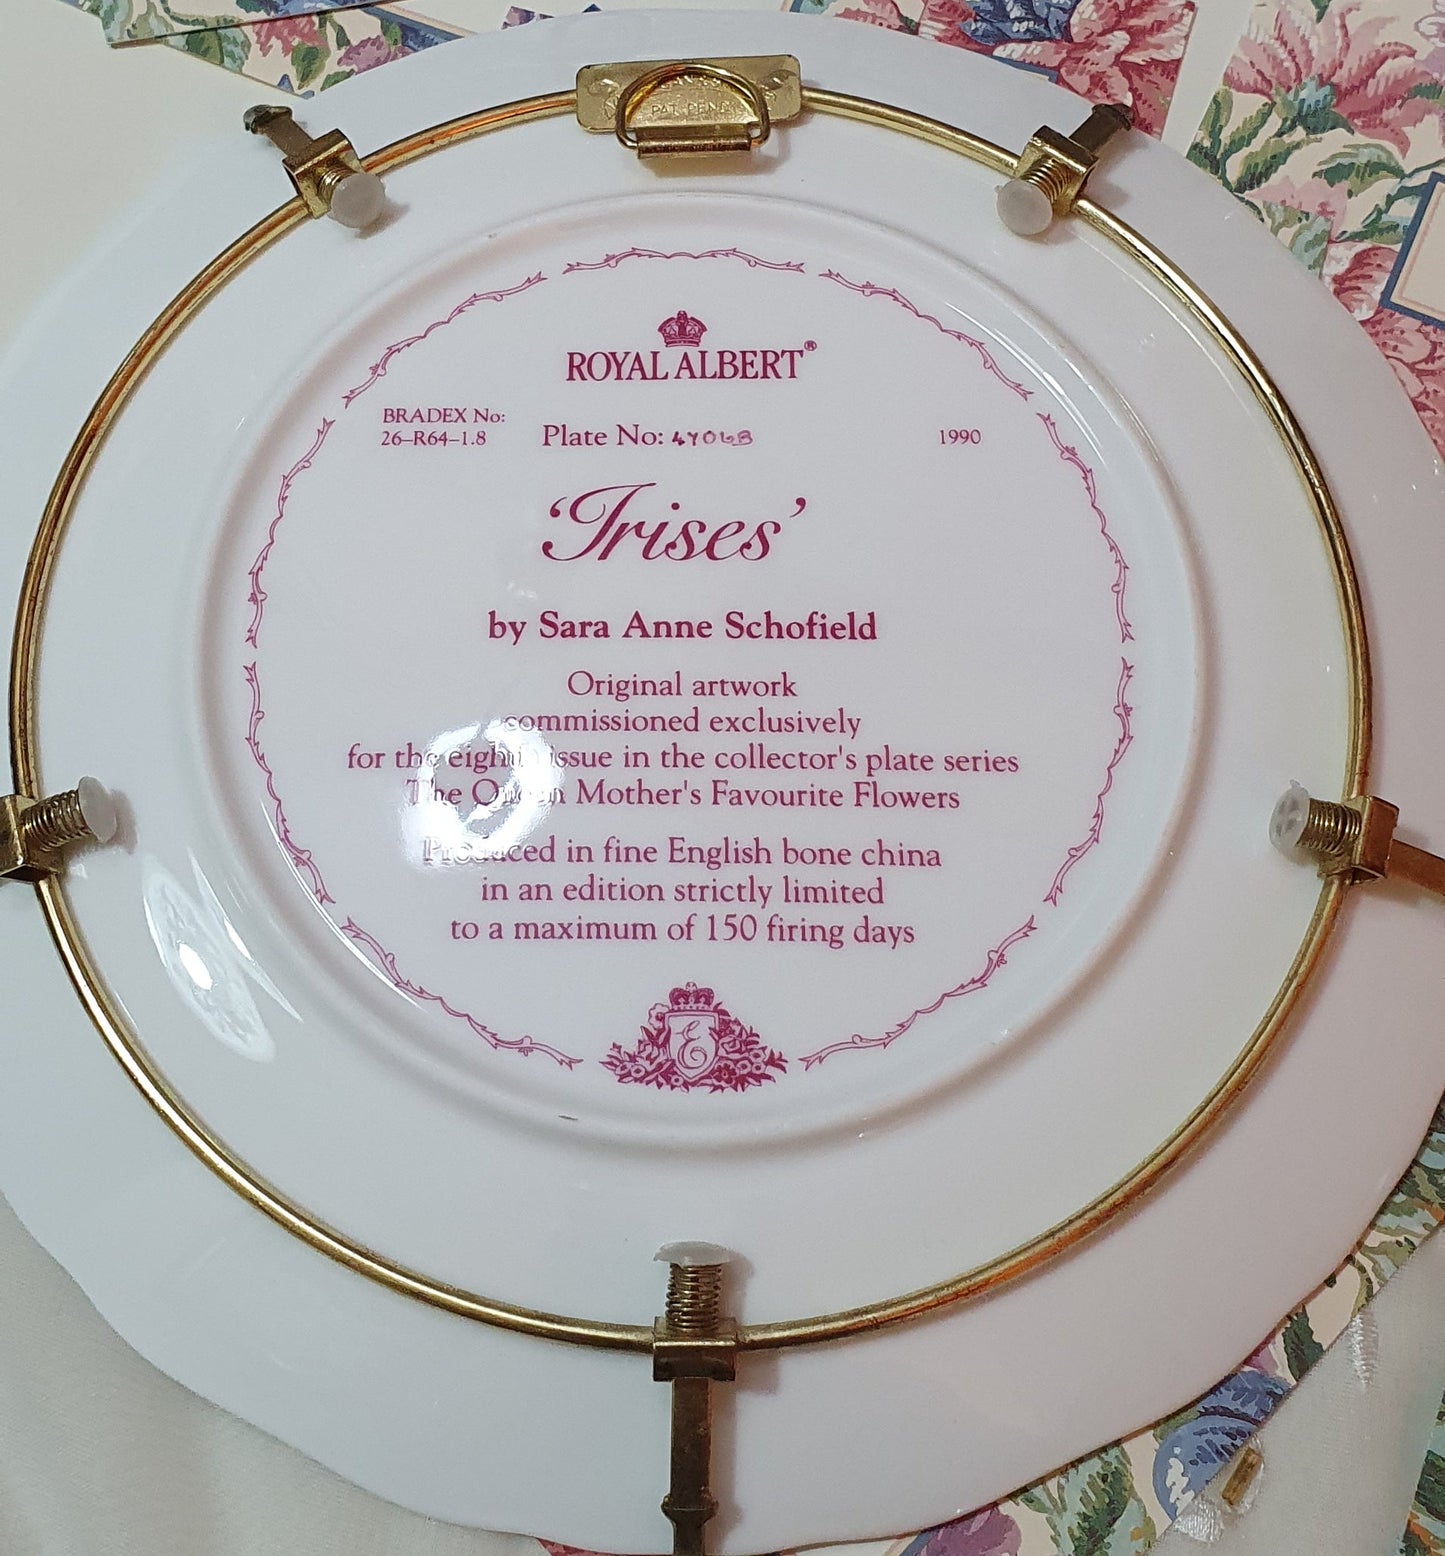 PAT. PEND
ROYAL ALBERT®
BRADEX No:
26–R64–1.8
Plate No:
1990
'Irises'
by Sara Anne Schofield
Original artwork
commissioned exclusively
for the eighth issue in the collector's plate series
The Queen Mother's Favourite Flowers
Produced in fine English bone china
in an edition strictly limited
to a maximum of 150 firing days
E